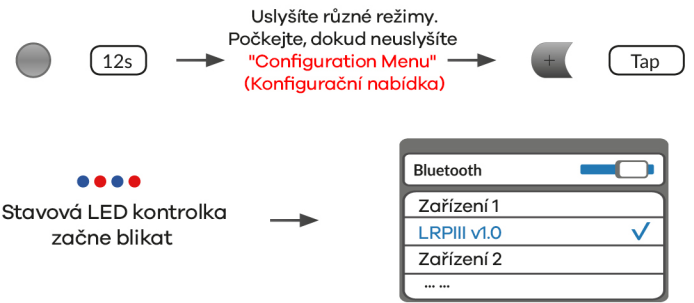 Uslyšíte různé režimy.
Počkejte, dokud neuslyšíte
12s
"Configuration Menu"
+
Tap
(Konfigurační nabídka)
Bluetooth
Stavová LED kontrolka
začne blikat
Zařízení 1
LRPIII v1.0
Zařízení 2
... ...